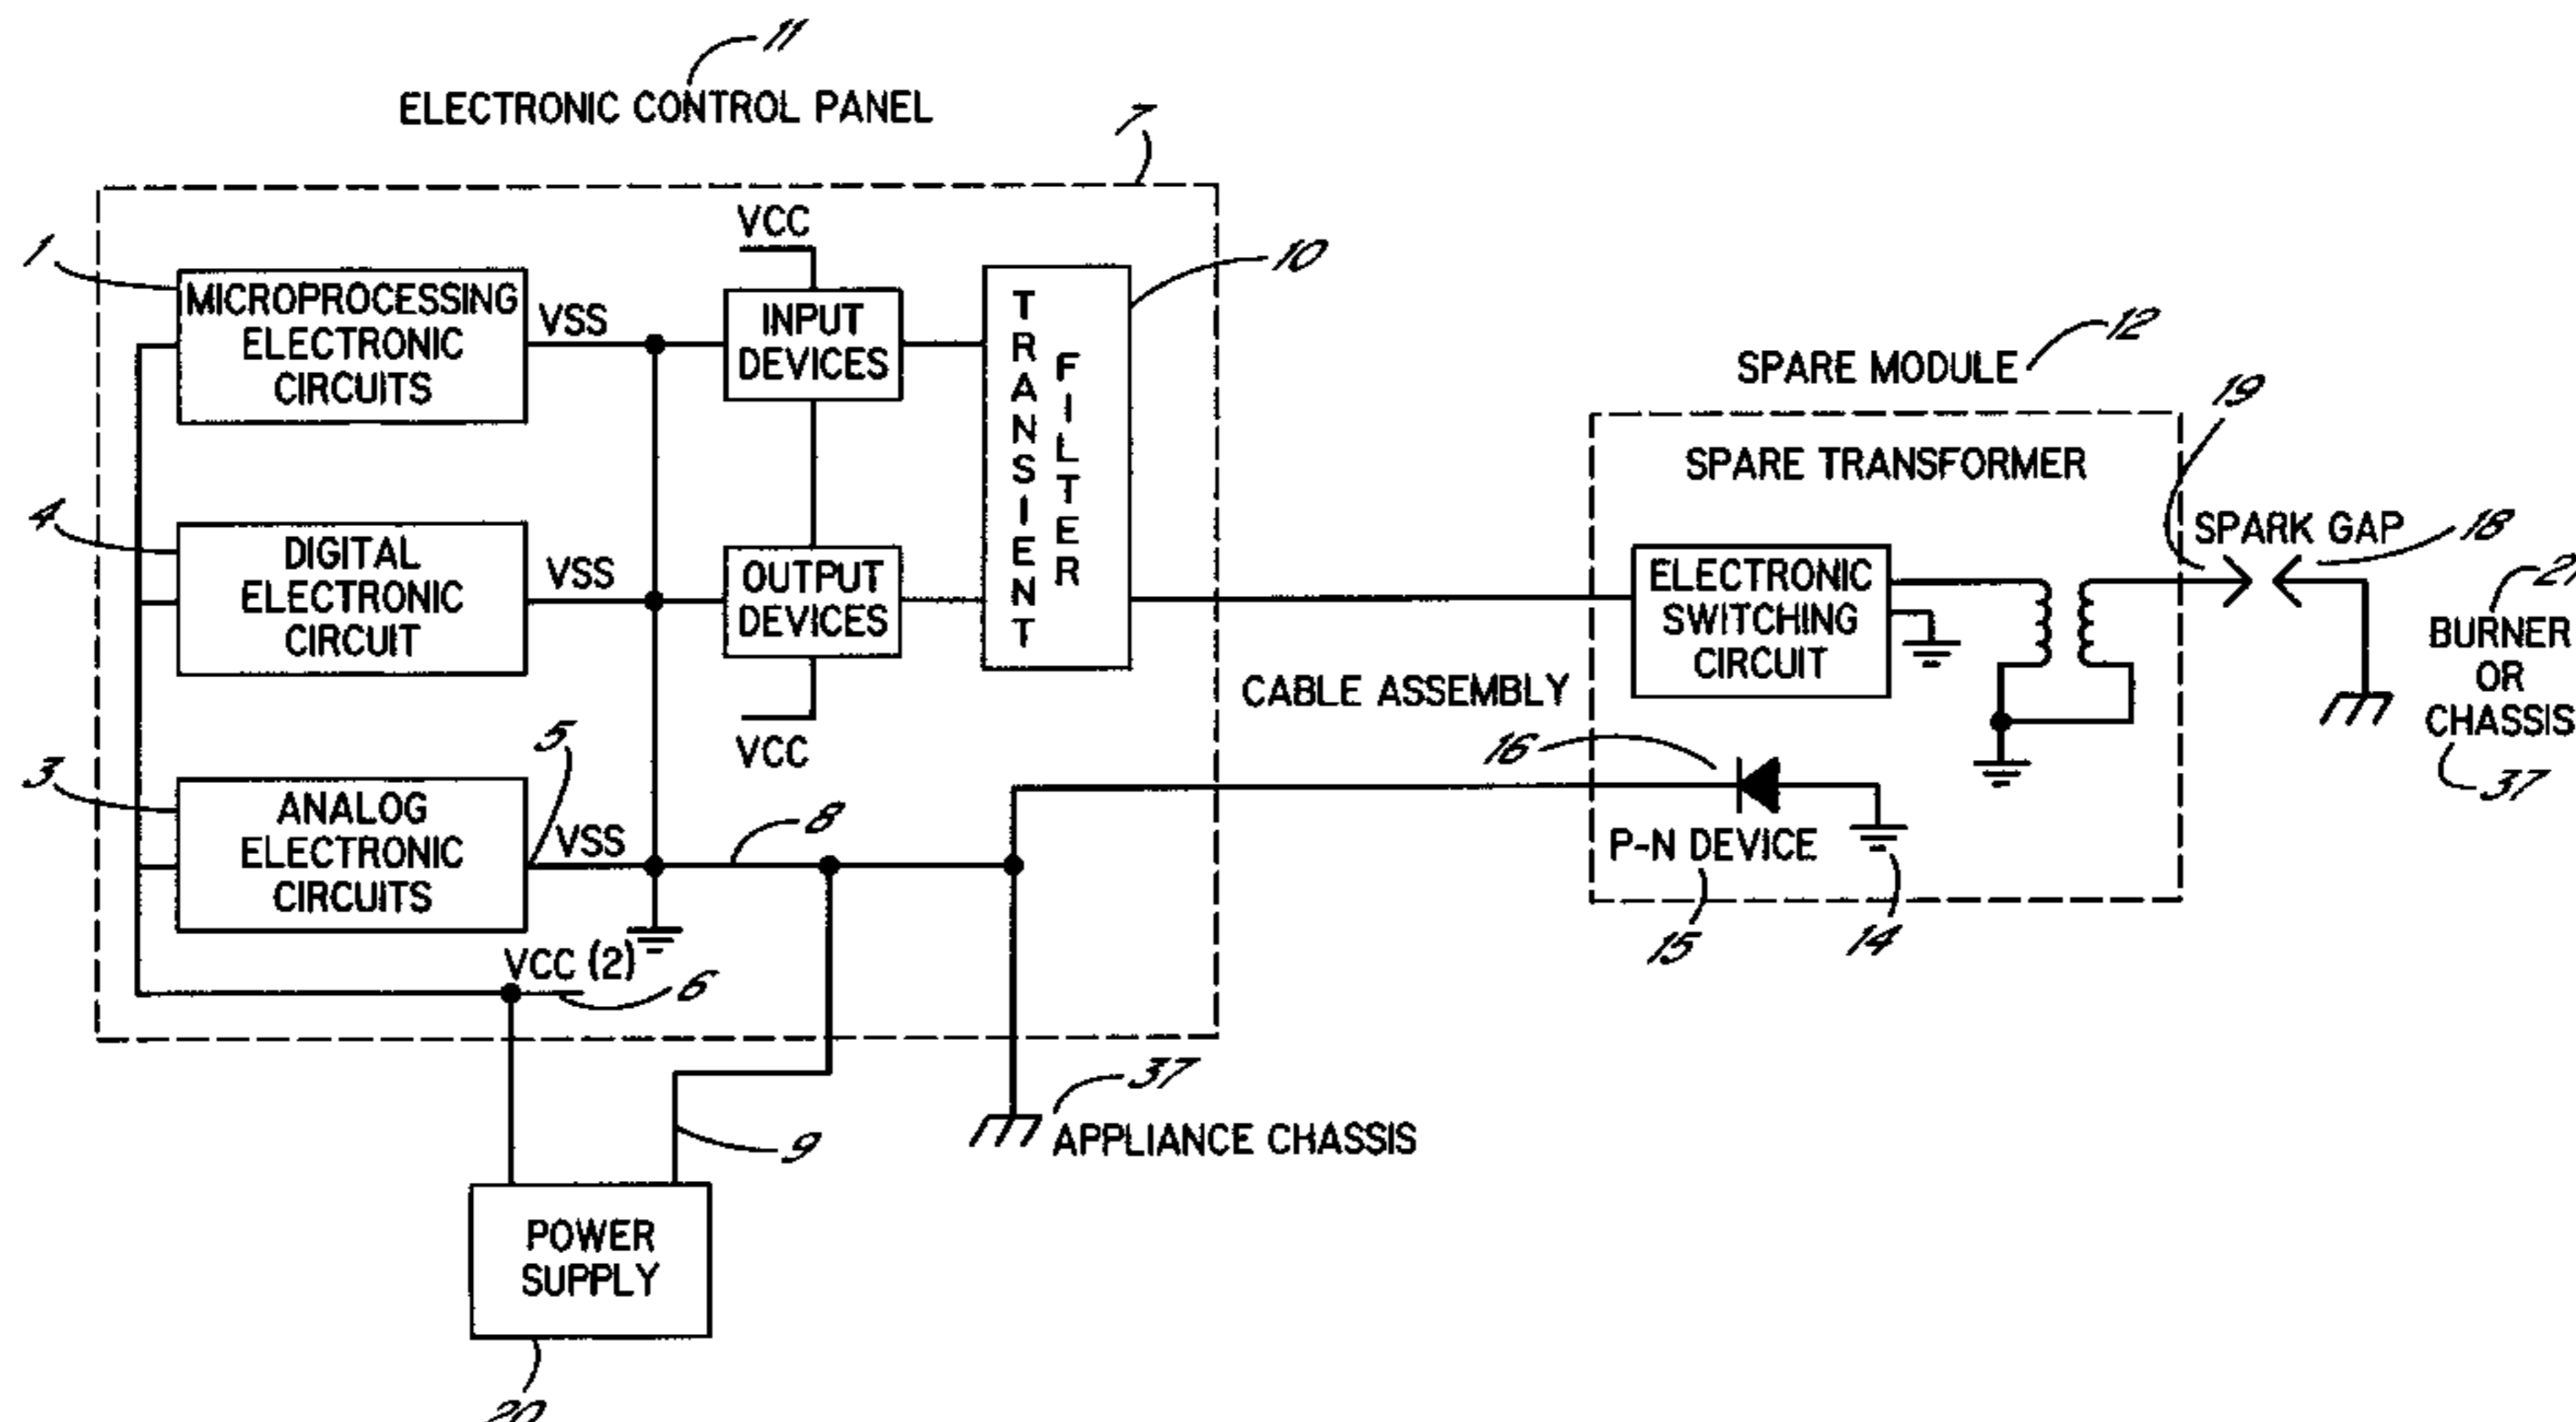 11
ELECTRONIC CONTROL PANEL
7
VCC
1
MICROPROCESSING
ELECTRONIC
CIRCUITS
VSS
INPUT
DEVICES
TRANSIENT
FILTER
10
4
DIGITAL
ELECTRONIC
CIRCUIT
VSS
OUTPUT
DEVICES
VCC
3
ANALOG
ELECTRONIC
CIRCUITS
5
VSS
8
VCC (2)
6
9
POWER
SUPPLY
20
37
APPLIANCE CHASSIS
CABLE ASSEMBLY
SPARE MODULE
12
SPARE TRANSFORMER
19
ELECTRONIC
SWITCHING
CIRCUIT
SPARK GAP
18
BURNER
OR
CHASSIS
37
16
P-N DEVICE
15
14